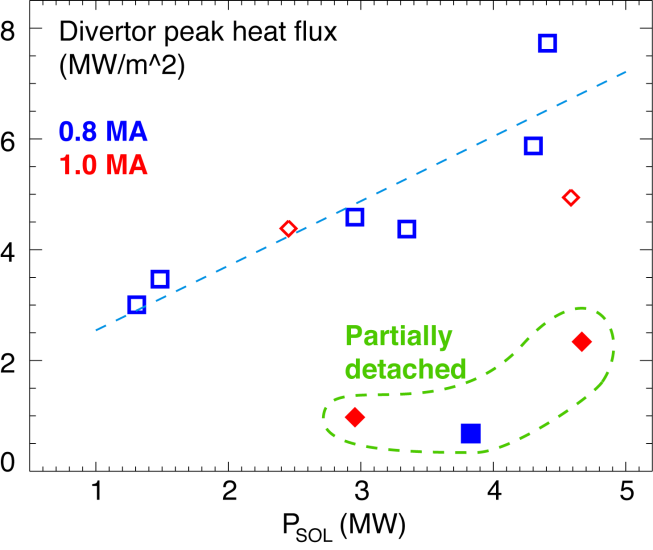 Divertor peak heat flux
(MW/m^2)
0.8 MA
1.0 MA
Partially
detached
8
6
4
2
0
1 2 3 4 5
PSOL (MW)